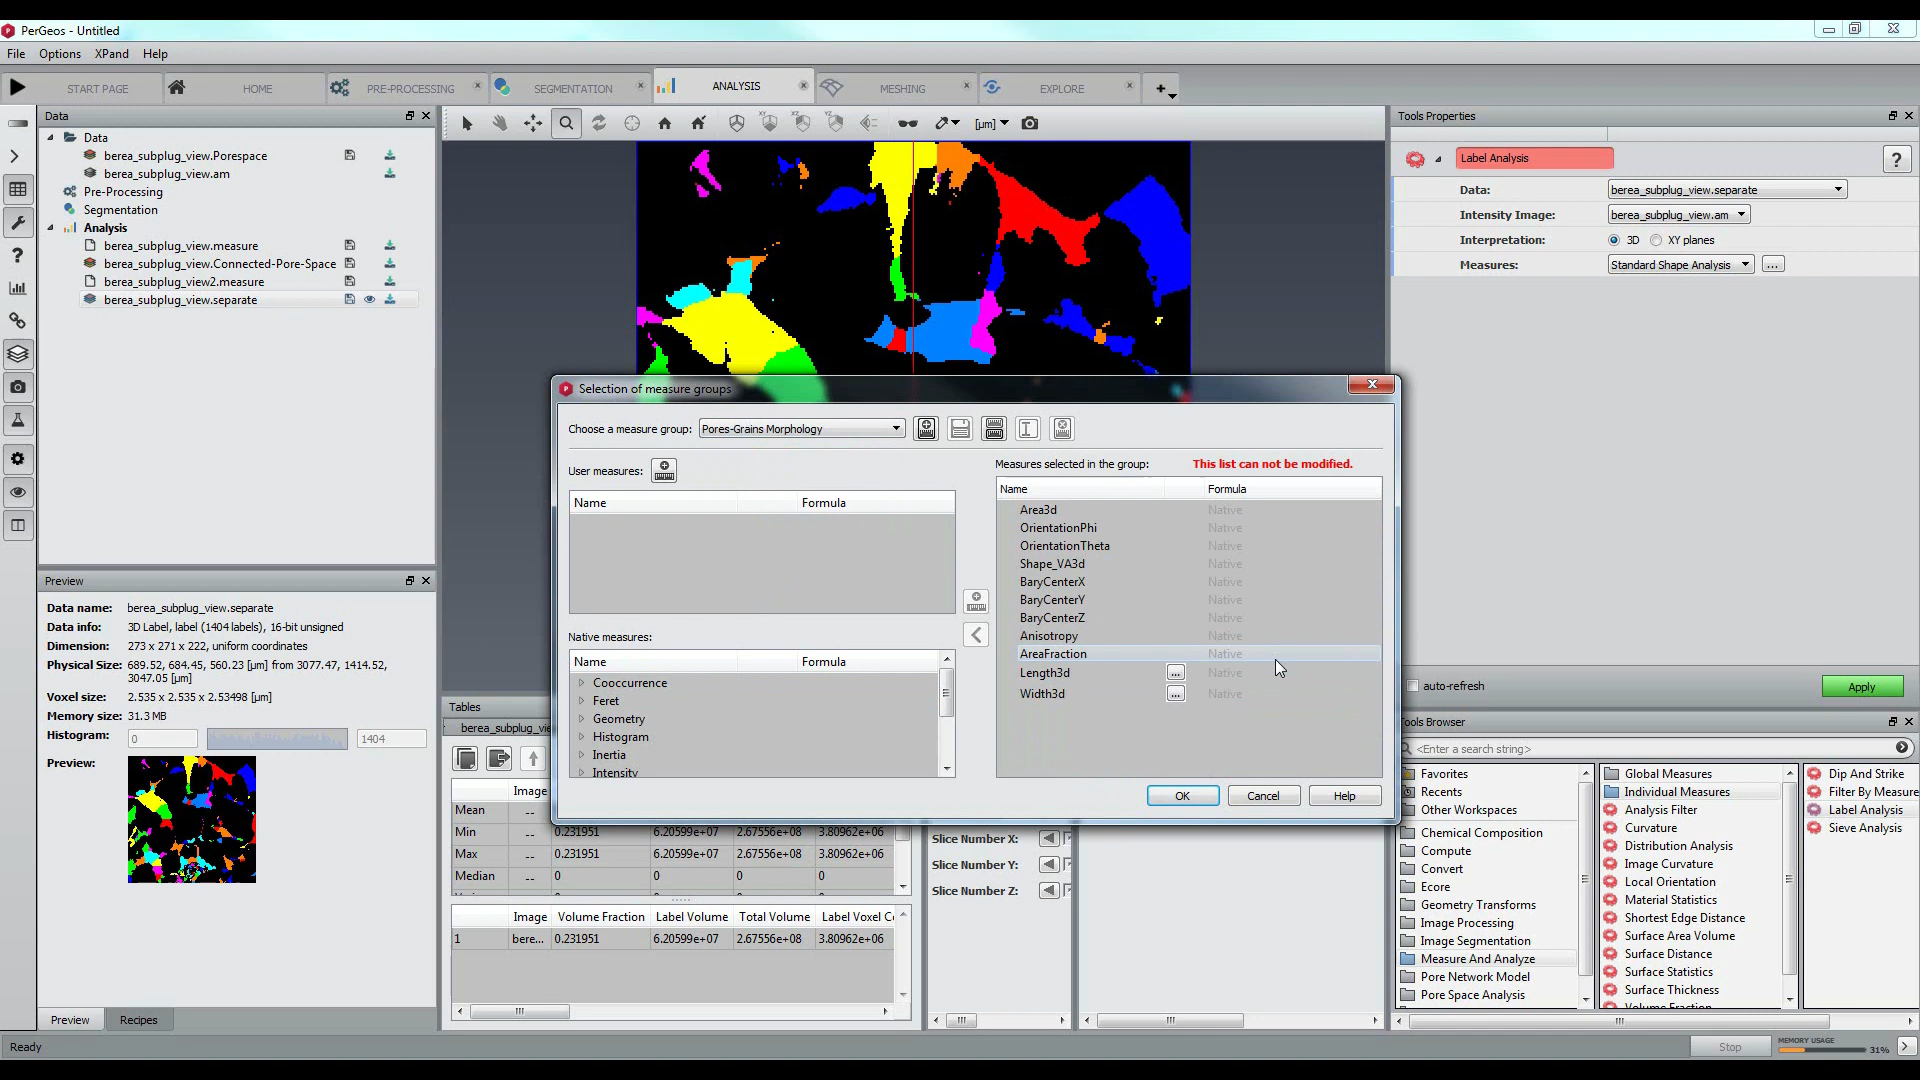 PerGeos - Untitled
File Options XPand Help
START PAGE HOME PRE-PROCESSING SEGMENTATION ANALYSIS MESHING EXPLORE
Data
Data
berea_subplug_view.Porespace
berea_subplug_view.am
Pre-Processing
Segmentation
Analysis
berea_subplug_view.measure
berea_subplug_view.Connected-Pore-Space
berea_subplug_view2.measure
berea_subplug_view.separate
XY XZ YZ [µm]
Tools Properties
Label Analysis
?
Data: berea_subplug_view.separate
Intensity Image: berea_subplug_view.am
Interpretation: 3D XY planes
Measures: Standard Shape Analysis ...
auto-refresh
Apply
Preview
Data name: berea_subplug_view.separate
Data info: 3D Label, label (1404 labels), 16-bit unsigned
Dimension: 273 x 271 x 222, uniform coordinates
Physical Size: 689.52, 684.45, 560.23 [µm] from 3077.47, 1414.52,
3047.05 [µm]
Voxel size: 2.535 x 2.535 x 2.53498 [µm]
Memory size: 31.3 MB
Histogram: 0 1404
Preview:
Preview Recipes
Selection of measure groups
Choose a measure group: Pores-Grains Morphology
User measures:
Name Formula
Native measures:
Name Formula
Cooccurrence
Feret
Geometry
Histogram
Inertia
Intensity
Measures selected in the group: This list can not be modified.
Name Formula
Area3d Native
OrientationPhi Native
OrientationTheta Native
Shape_VA3d Native
BaryCenterX Native
BaryCenterY Native
BaryCenterZ Native
Anisotropy Native
AreaFraction Native
Length3d ... Native
Width3d ... Native
OK Cancel Help
Tables
berea_subplug_vie
Image
Mean --
Min -- 0.231951 6.20599e+07 2.67556e+08 3.80962e+06
Max -- 0.231951 6.20599e+07 2.67556e+08 3.80962e+06
Median -- 0 0 0 0
Image Volume Fraction Label Volume Total Volume Label Voxel Co
1 bere... 0.231951 6.20599e+07 2.67556e+08 3.80962e+06
Slice Number X:
Slice Number Y:
Slice Number Z:
Tools Browser
<Enter a search string>
Favorites
Recents
Other Workspaces
Chemical Composition
Compute
Convert
Ecore
Geometry Transforms
Image Processing
Image Segmentation
Measure And Analyze
Pore Network Model
Pore Space Analysis
Global Measures
Individual Measures
Analysis Filter
Curvature
Distribution Analysis
Image Curvature
Local Orientation
Material Statistics
Shortest Edge Distance
Surface Area Volume
Surface Distance
Surface Statistics
Surface Thickness
Volume Fraction
Dip And Strike
Filter By Measure
Label Analysis
Sieve Analysis
Ready
Stop
MEMORY USAGE
31%